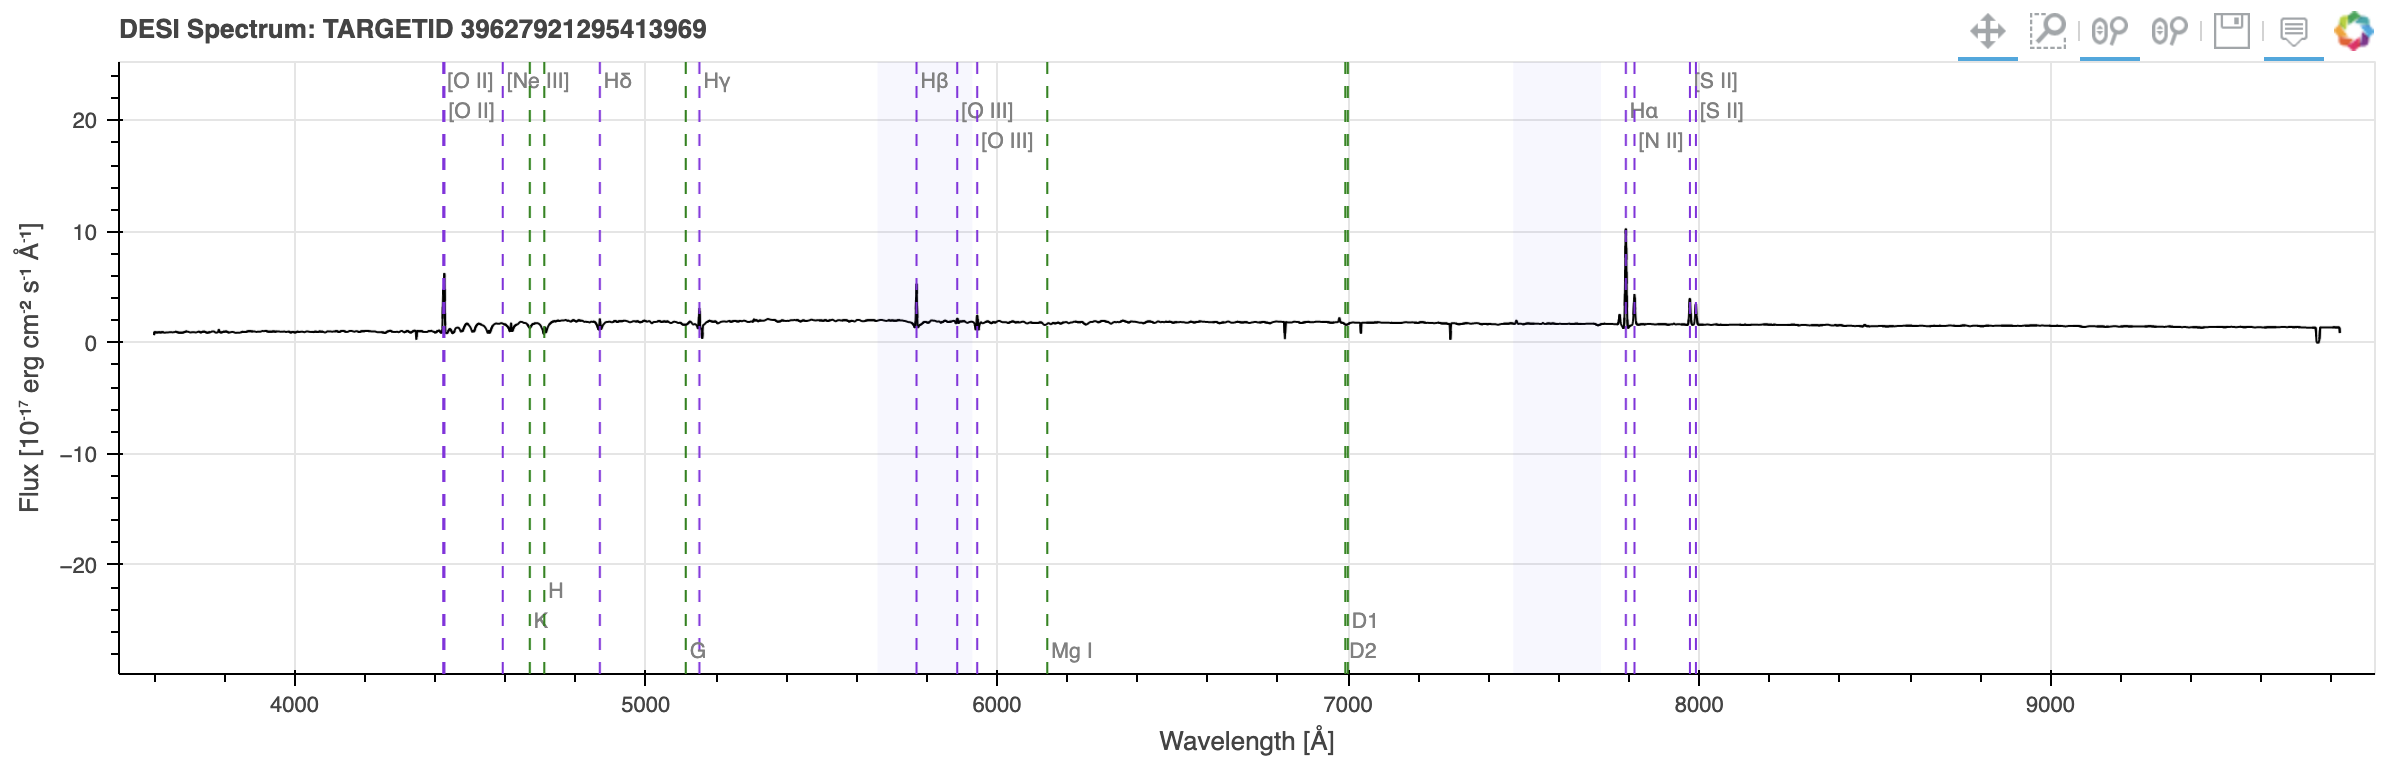 DESI Spectrum: TARGETID 39627921295413969
[O II] [Ne III] Hδ Hγ Hβ [S II]
[O II] [O III] Hα [S II]
[O III] [N II]
20
10
0
−10
−20
H
K D1
G Mg I D2
4000 5000 6000 7000 8000 9000
Wavelength [Å]
Flux [10⁻¹⁷ erg cm⁻² s⁻¹ Å⁻¹]